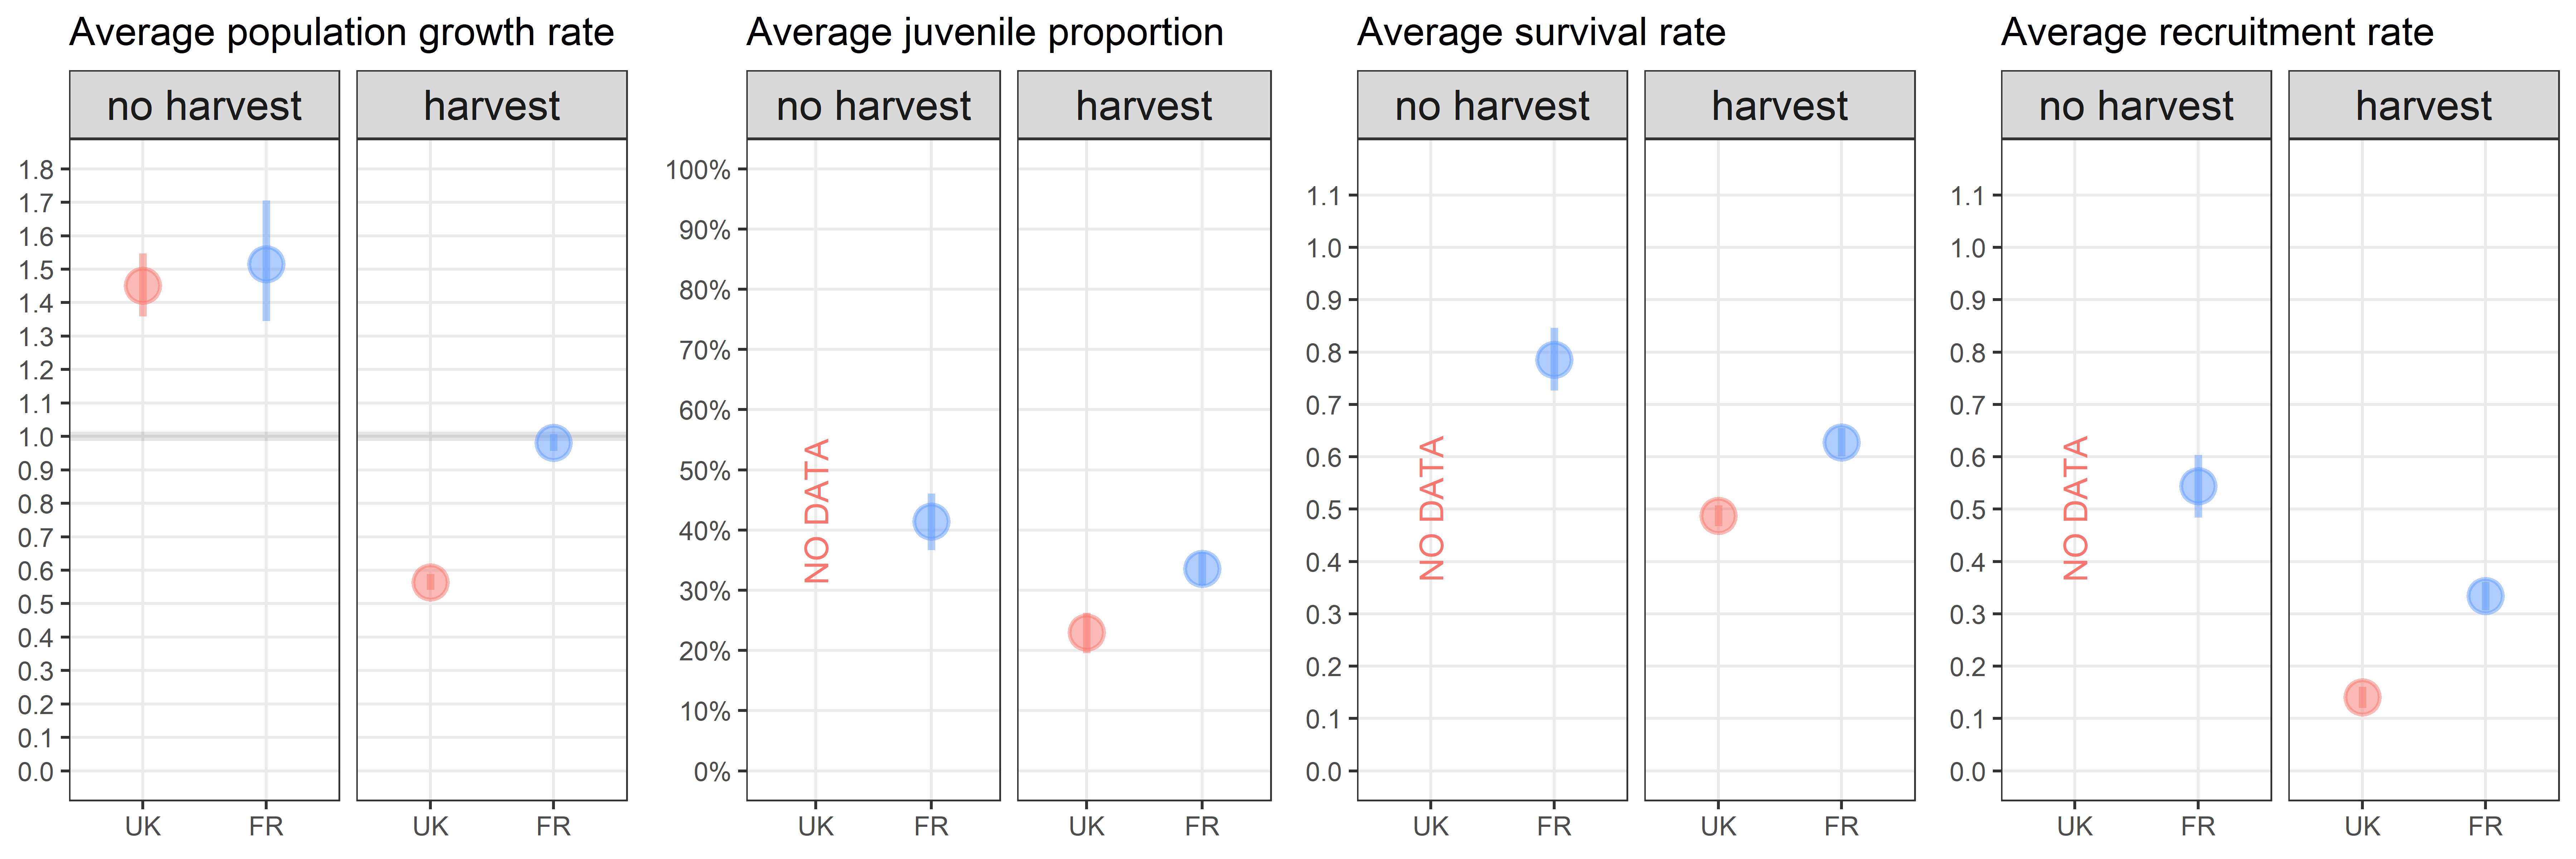 Average population growth rate
no harvest
harvest
1.8
1.7
1.6
1.5
1.4
1.3
1.2
1.1
1.0
0.9
0.8
0.7
0.6
0.5
0.4
0.3
0.2
0.1
0.0
UK
FR
UK
FR
Average juvenile proportion
no harvest
harvest
100%
90%
80%
70%
60%
50%
40%
30%
20%
10%
0%
NO DATA
UK
FR
UK
FR
Average survival rate
no harvest
harvest
1.1
1.0
0.9
0.8
0.7
0.6
0.5
0.4
0.3
0.2
0.1
0.0
NO DATA
UK
FR
UK
FR
Average recruitment rate
no harvest
harvest
1.1
1.0
0.9
0.8
0.7
0.6
0.5
0.4
0.3
0.2
0.1
0.0
NO DATA
UK
FR
UK
FR